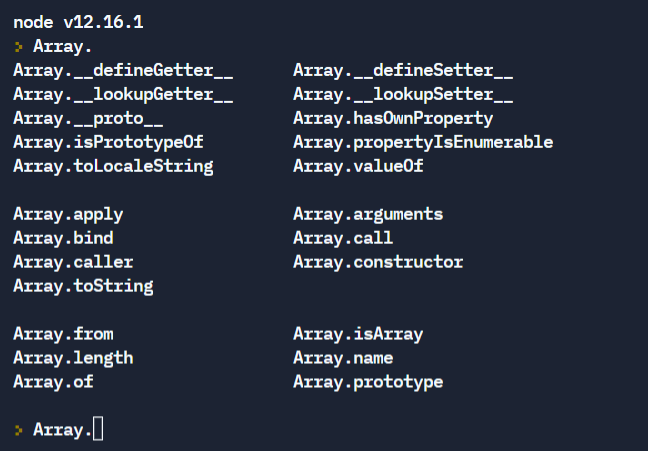 node v12.16.1
> Array.
Array.__defineGetter__      Array.__defineSetter__
Array.__lookupGetter__      Array.__lookupSetter__
Array.__proto__             Array.hasOwnProperty
Array.isPrototypeOf         Array.propertyIsEnumerable
Array.toLocaleString        Array.valueOf

Array.apply                 Array.arguments
Array.bind                  Array.call
Array.caller                Array.constructor
Array.toString

Array.from                  Array.isArray
Array.length                Array.name
Array.of                    Array.prototype

> Array.